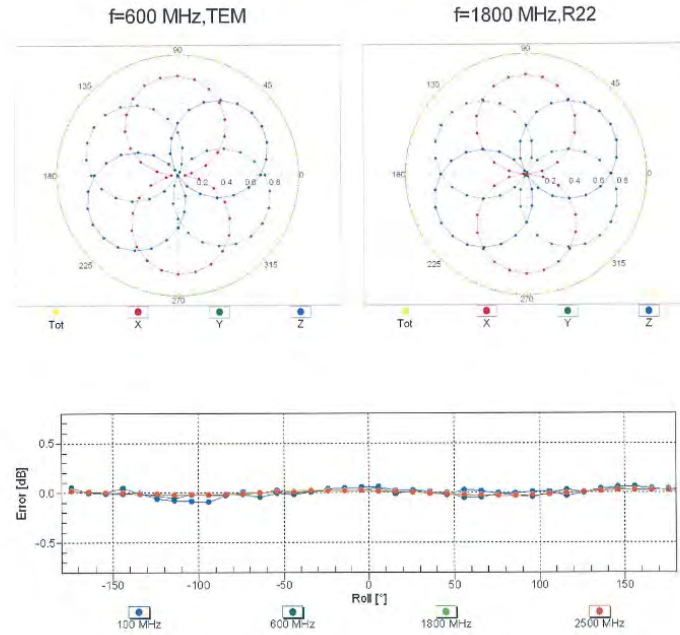 f=600 MHz,TEM
f=1800 MHz,R22
90
90
135
45
135
45
180
0.2 0.4 0.6 0.8
0
180
0.2 0.4 0.6 0.8
0
225
315
225
315
270
270
Tot X Y Z
Tot X Y Z
0.5
0.0
-0.5
Error [dB]
-150 -100 -50 0 50 100 150
Roll [°]
100 MHz 600 MHz 1800 MHz 2500 MHz